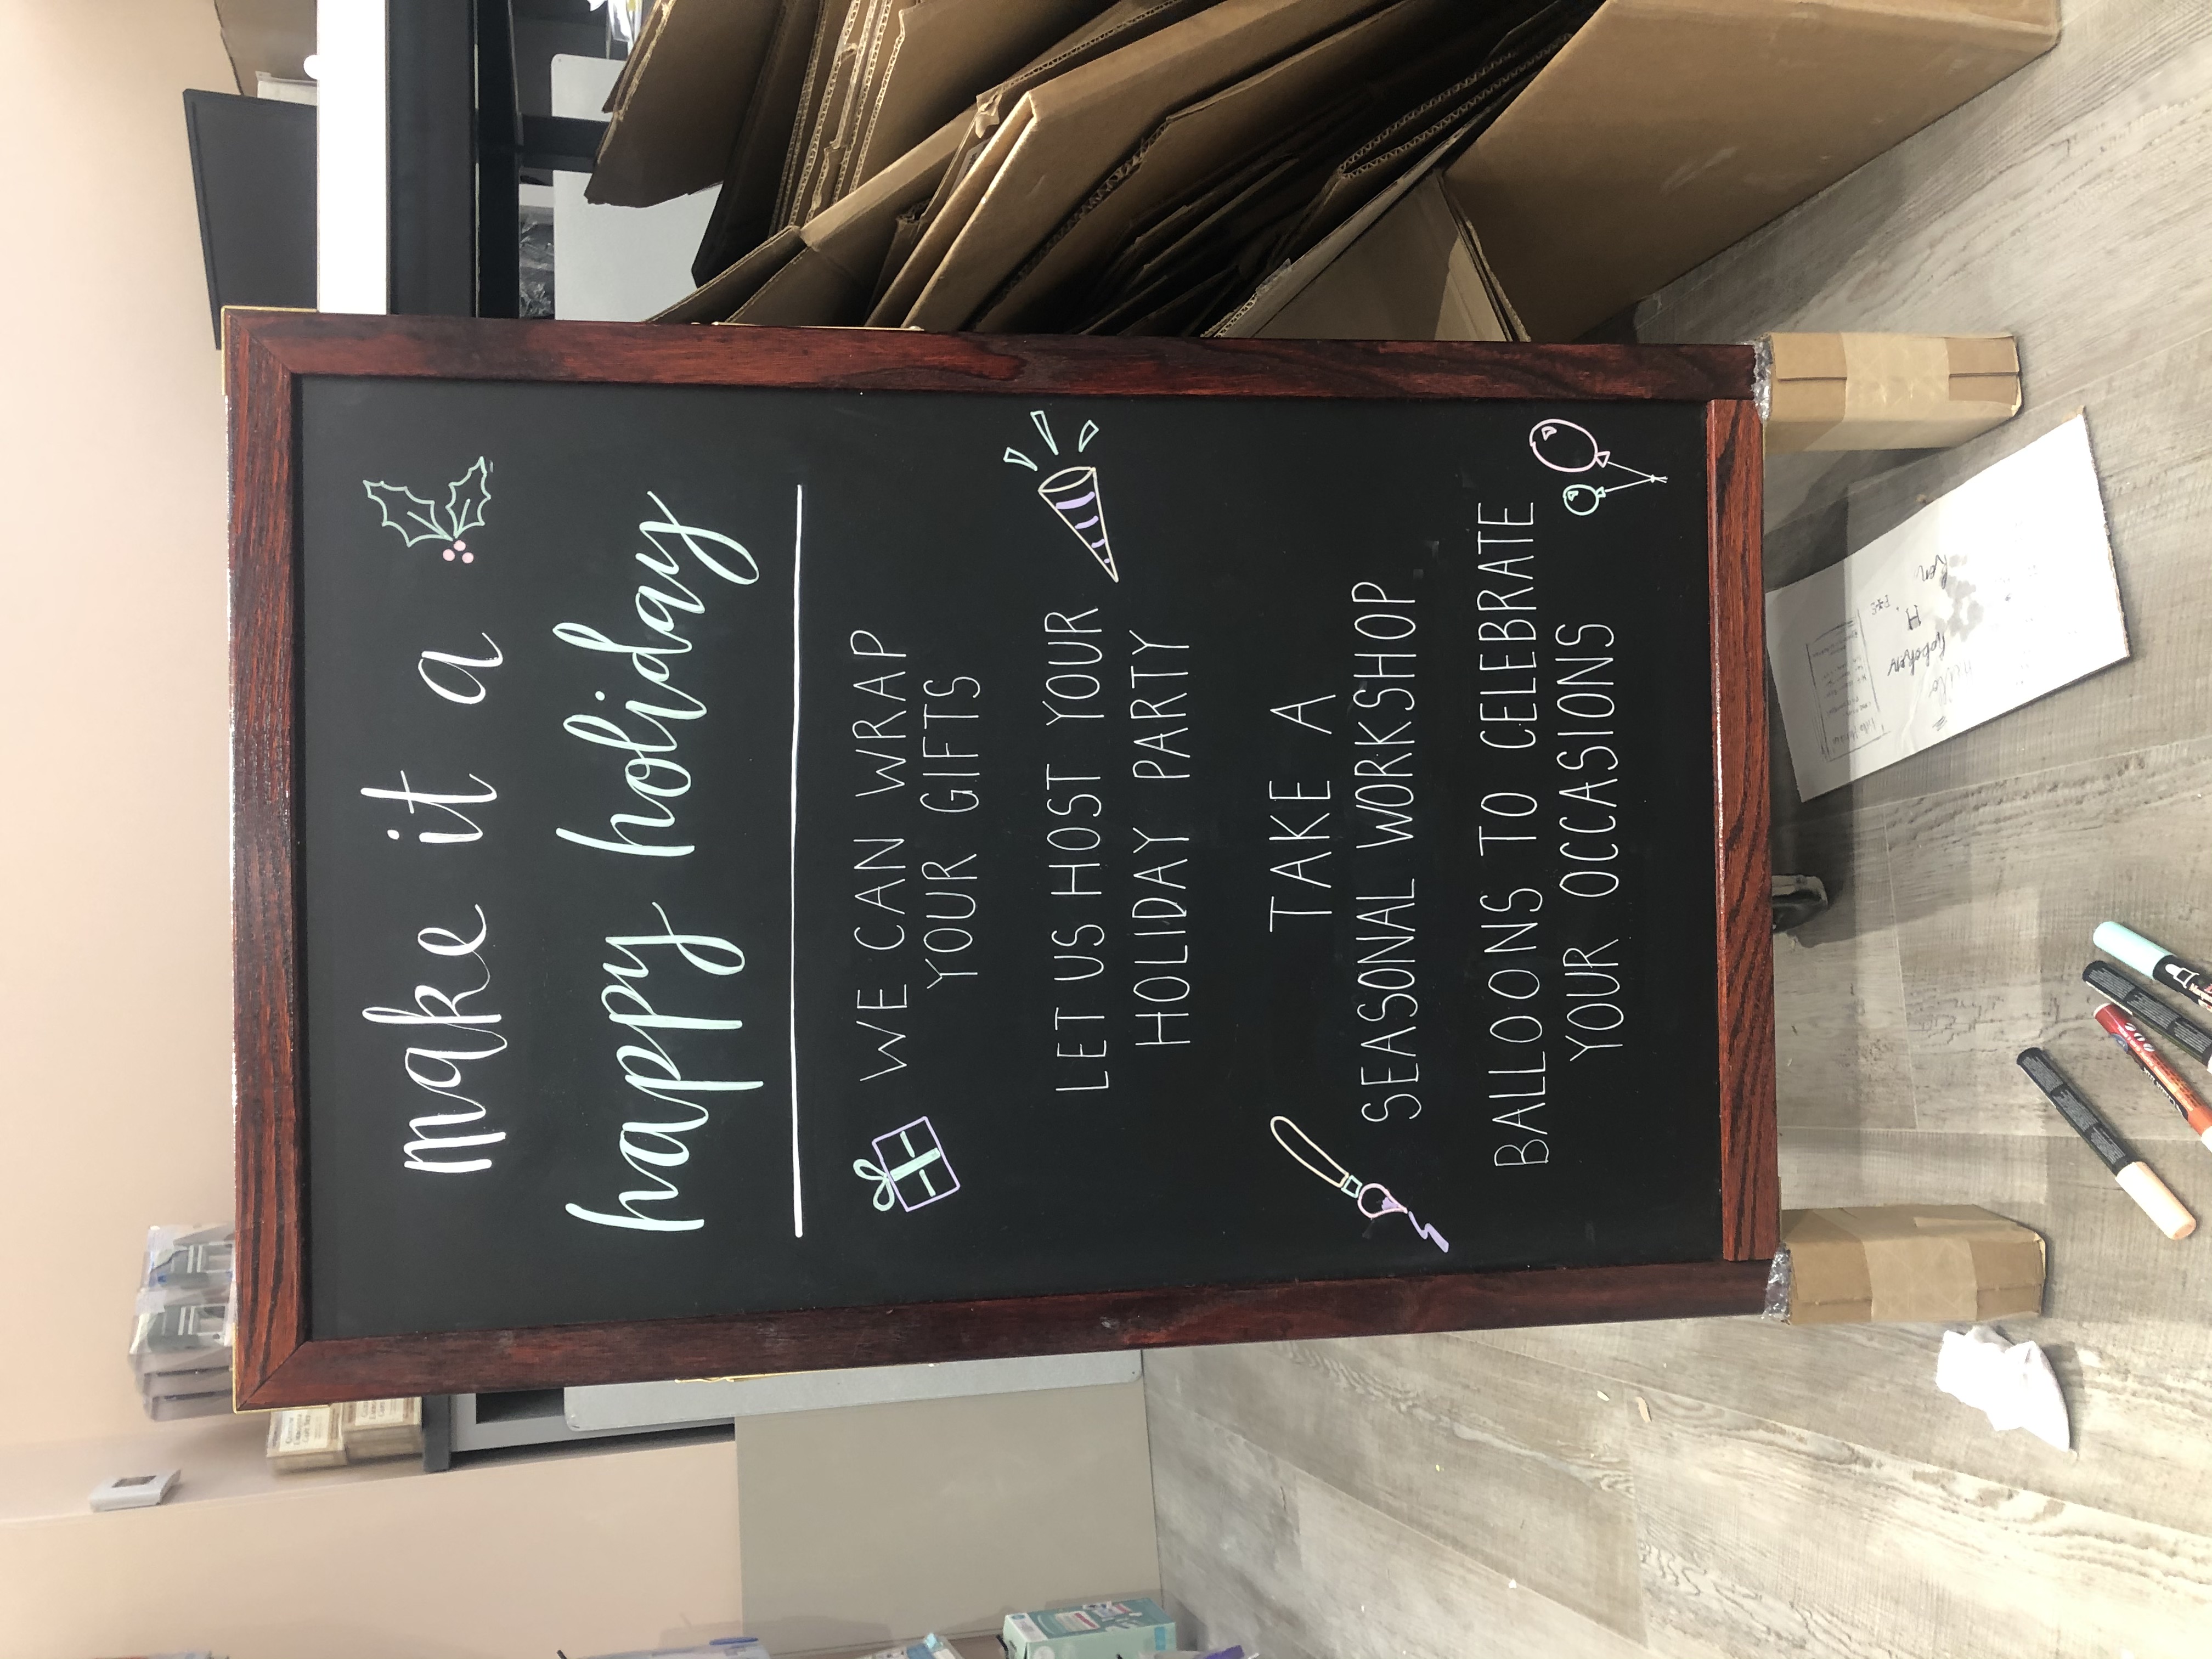 make it a
happy holiday
WE CAN WRAP
YOUR GIFTS
LET US HOST YOUR
HOLIDAY PARTY
TAKE A
SEASONAL WORKSHOP
BALLOONS TO CELEBRATE
YOUR OCCASIONS
Hello